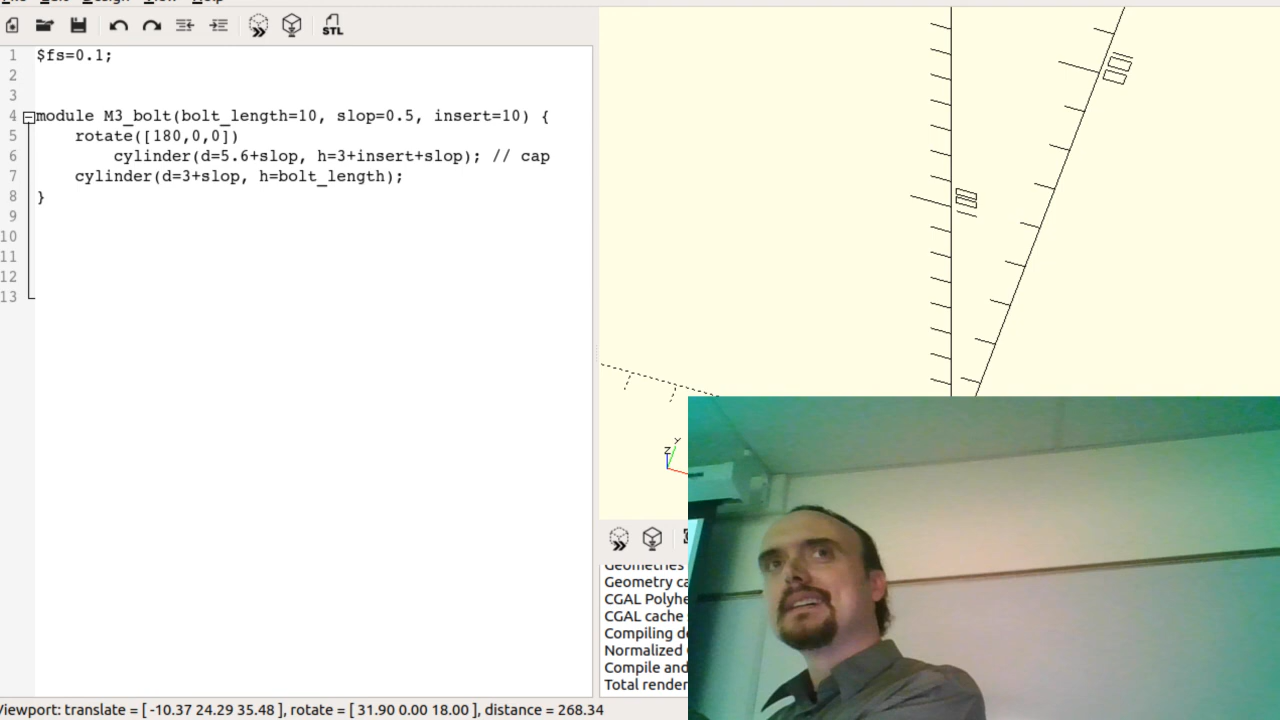 STL
1 $fs=0.1;
2
3
4 module M3_bolt(bolt_length=10, slop=0.5, insert=10) {
5 rotate([180,0,0])
6 cylinder(d=5.6+slop, h=3+insert+slop); // cap
7 cylinder(d=3+slop, h=bolt_length);
8 }
9
10
11
12
13
Z
Y
Geometries
Geometry ca
CGAL Polyhe
CGAL cache
Compiling de
Normalized
Compile and
Total render
Viewport: translate = [ -10.37 24.29 35.48 ], rotate = [ 31.90 0.00 18.00 ], distance = 268.34